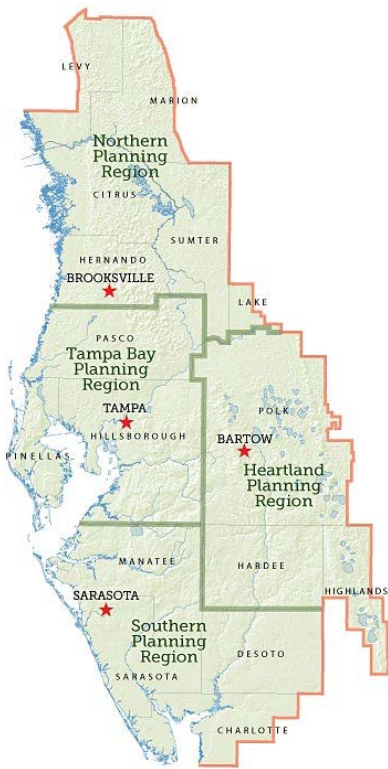 LEVY
MARION
Northern
Planning
Region
CITRUS
SUMTER
HERNANDO
BROOKSVILLE
LAKE
PASCO
Tampa Bay
Planning
Region
TAMPA
HILLSBOROUGH
PINELLAS
POLK
BARTOW
Heartland
Planning
Region
MANATEE
HARDEE
HIGHLANDS
SARASOTA
Southern
Planning
Region
DESOTO
SARASOTA
CHARLOTTE